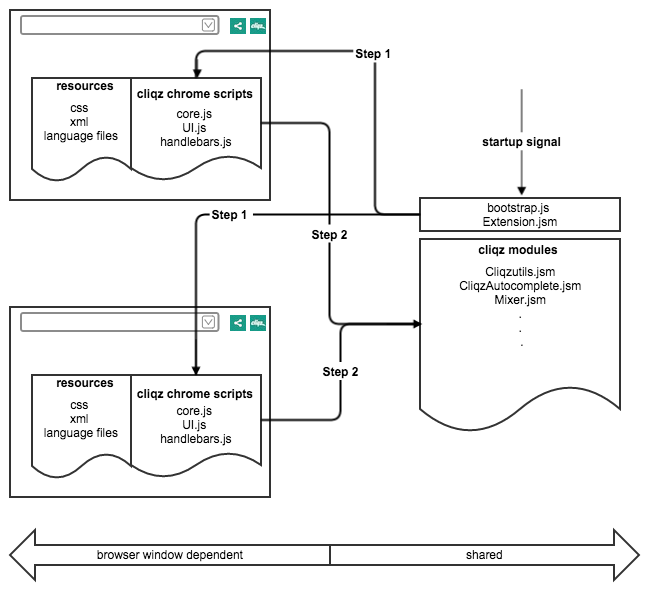 cliqz
resources
css
xml
language files
cliqz chrome scripts
core.js
UI.js
handlebars.js
Step 1
startup signal
bootstrap.js
Extension.jsm
Step 1
Step 2
cliqz modules
Cliqzutils.jsm
CliqzAutocomplete.jsm
Mixer.jsm
.
.
.
cliqz
Step 2
resources
css
xml
language files
cliqz chrome scripts
core.js
UI.js
handlebars.js
browser window dependent
shared